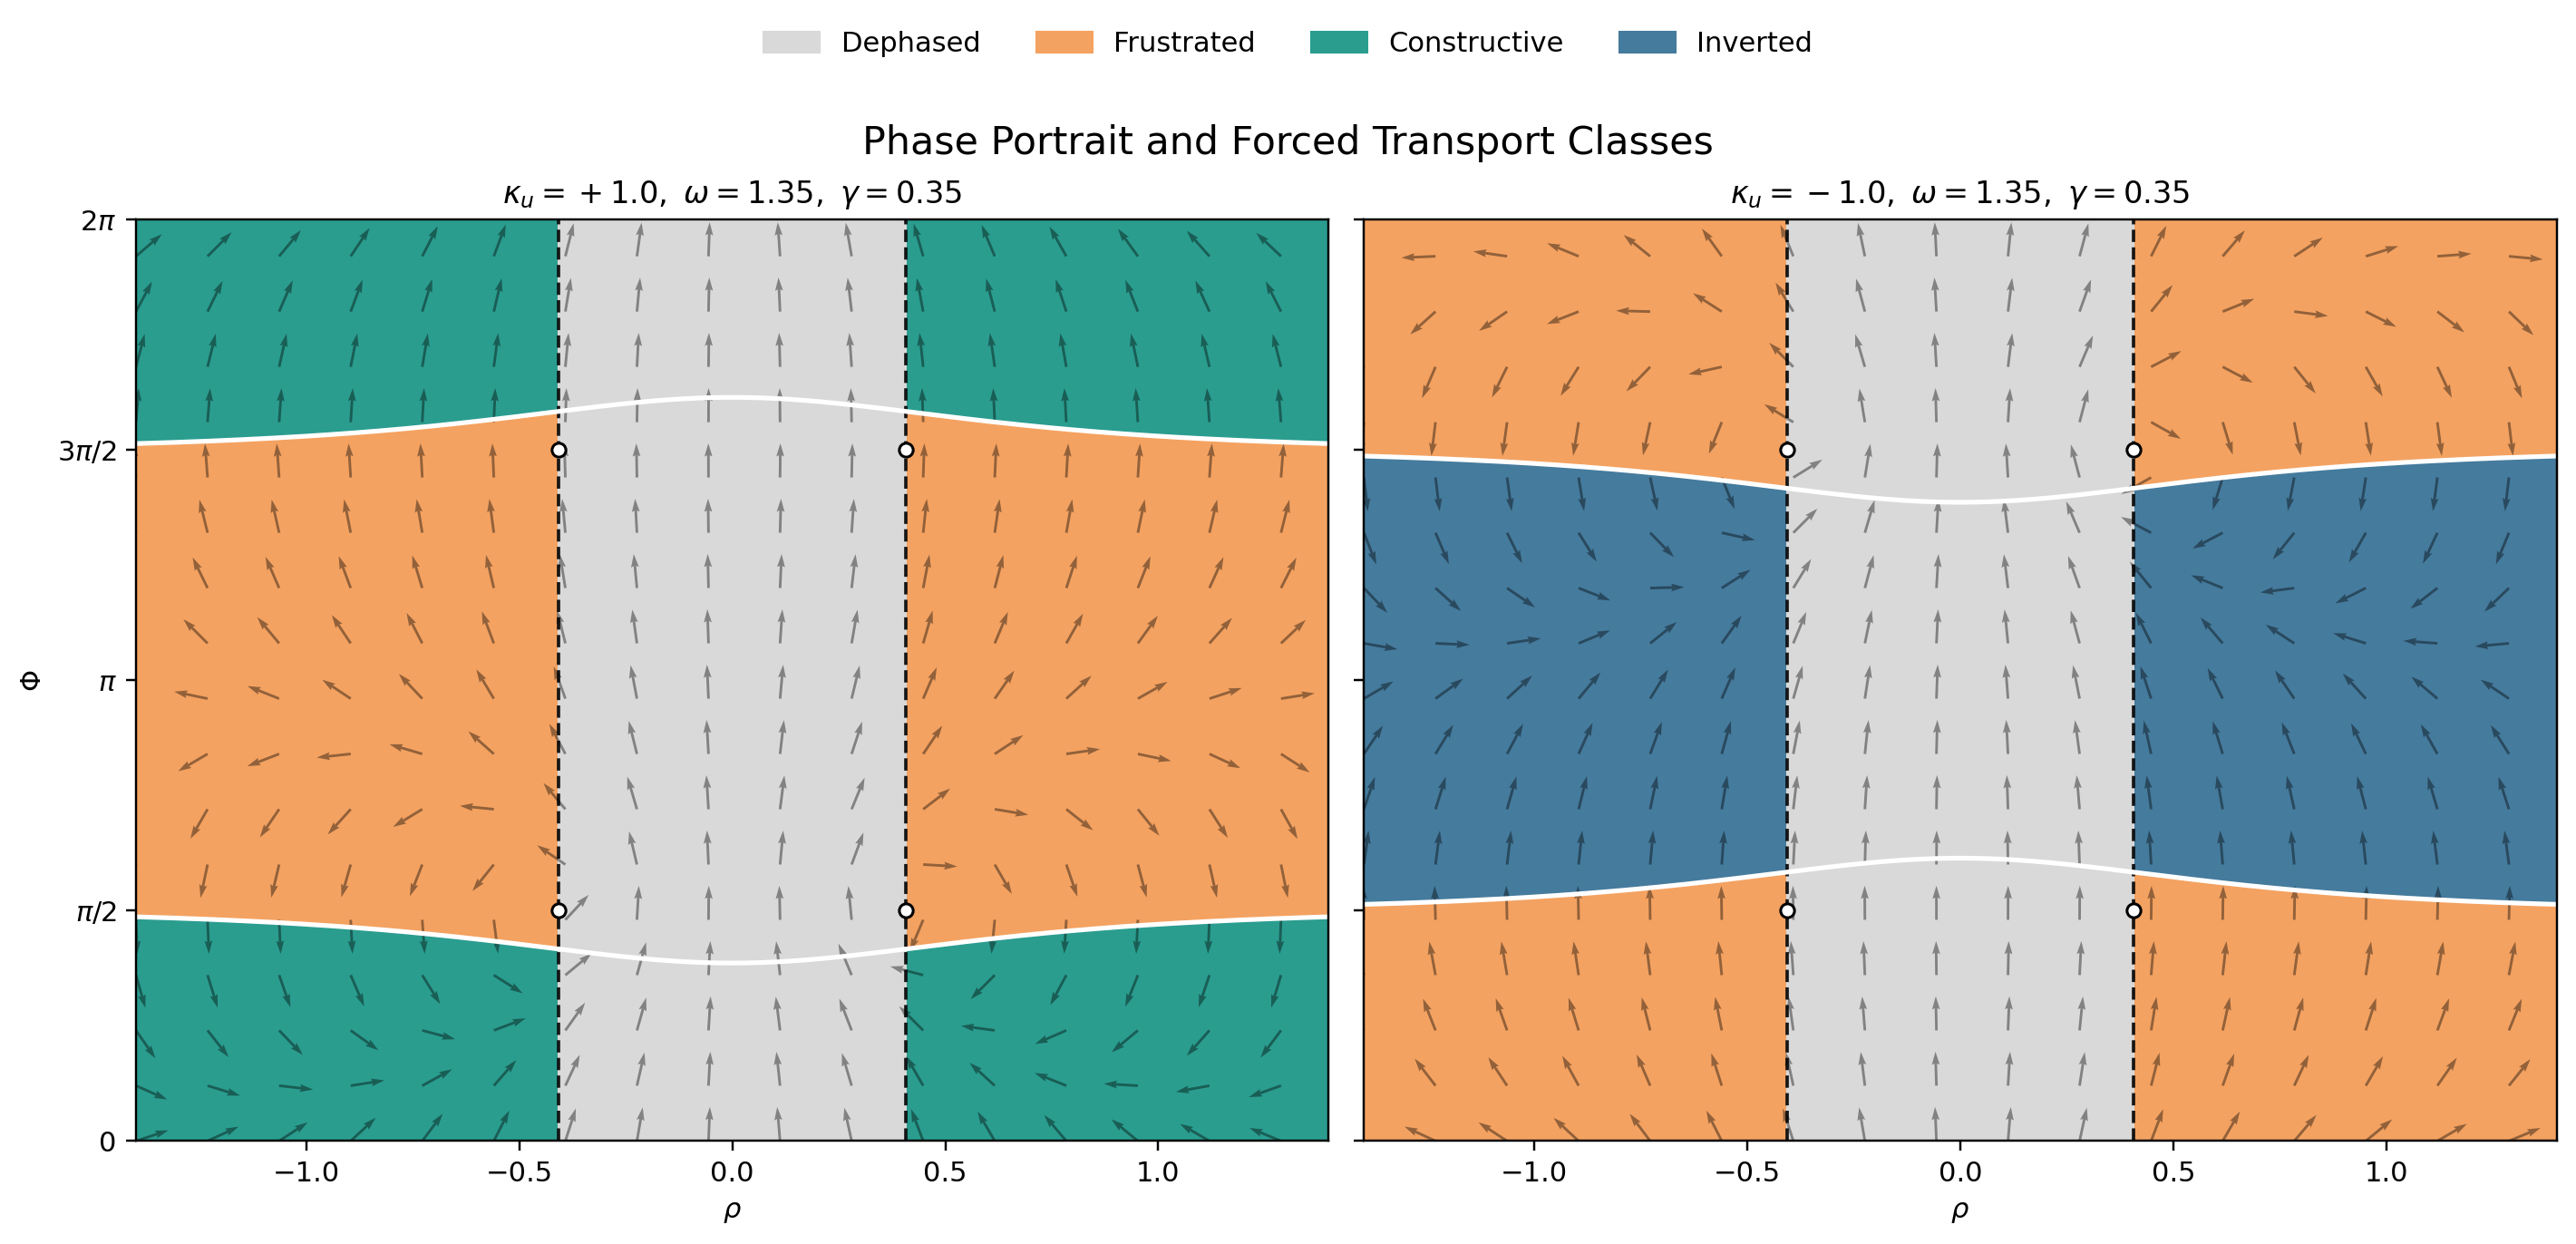 Dephased Frustrated Constructive Inverted
Phase Portrait and Forced Transport Classes
κᵤ = +1.0, ω = 1.35, γ = 0.35
κᵤ = −1.0, ω = 1.35, γ = 0.35
2π
3π/2
π
π/2
0
Φ
−1.0 −0.5 0.0 0.5 1.0
ρ
−1.0 −0.5 0.0 0.5 1.0
ρ